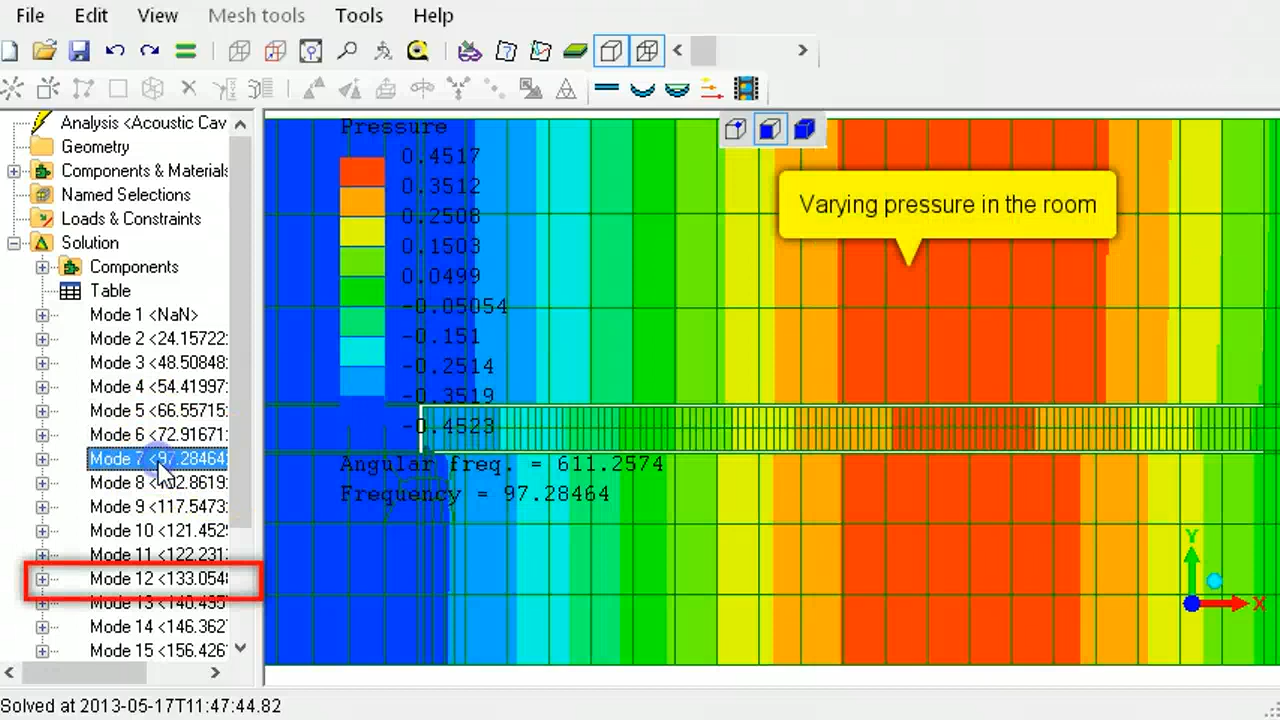 File Edit View Mesh tools Tools Help
Analysis <Acoustic Cav
Geometry
Components & Materials
Named Selections
Loads & Constraints
Solution
Components
Table
Mode 1 <NaN>
Mode 2 <24.15722
Mode 3 <48.50848
Mode 4 <54.41997
Mode 5 <66.55715
Mode 6 <72.91671
Mode 7 <97.28464
Mode 8 <102.8619
Mode 9 <117.5473
Mode 10 <121.452
Mode 11 <122.231
Mode 12 <133.054
Mode 13 <140.495
Mode 14 <146.362
Mode 15 <156.426
Pressure
0.4517
0.3512
0.2508
0.1503
0.0499
-0.05054
-0.151
-0.2514
-0.3519
-0.4523
Angular freq. = 611.2574
Frequency = 97.28464
Varying pressure in the room
Y
X
Solved at 2013-05-17T11:47:44.82